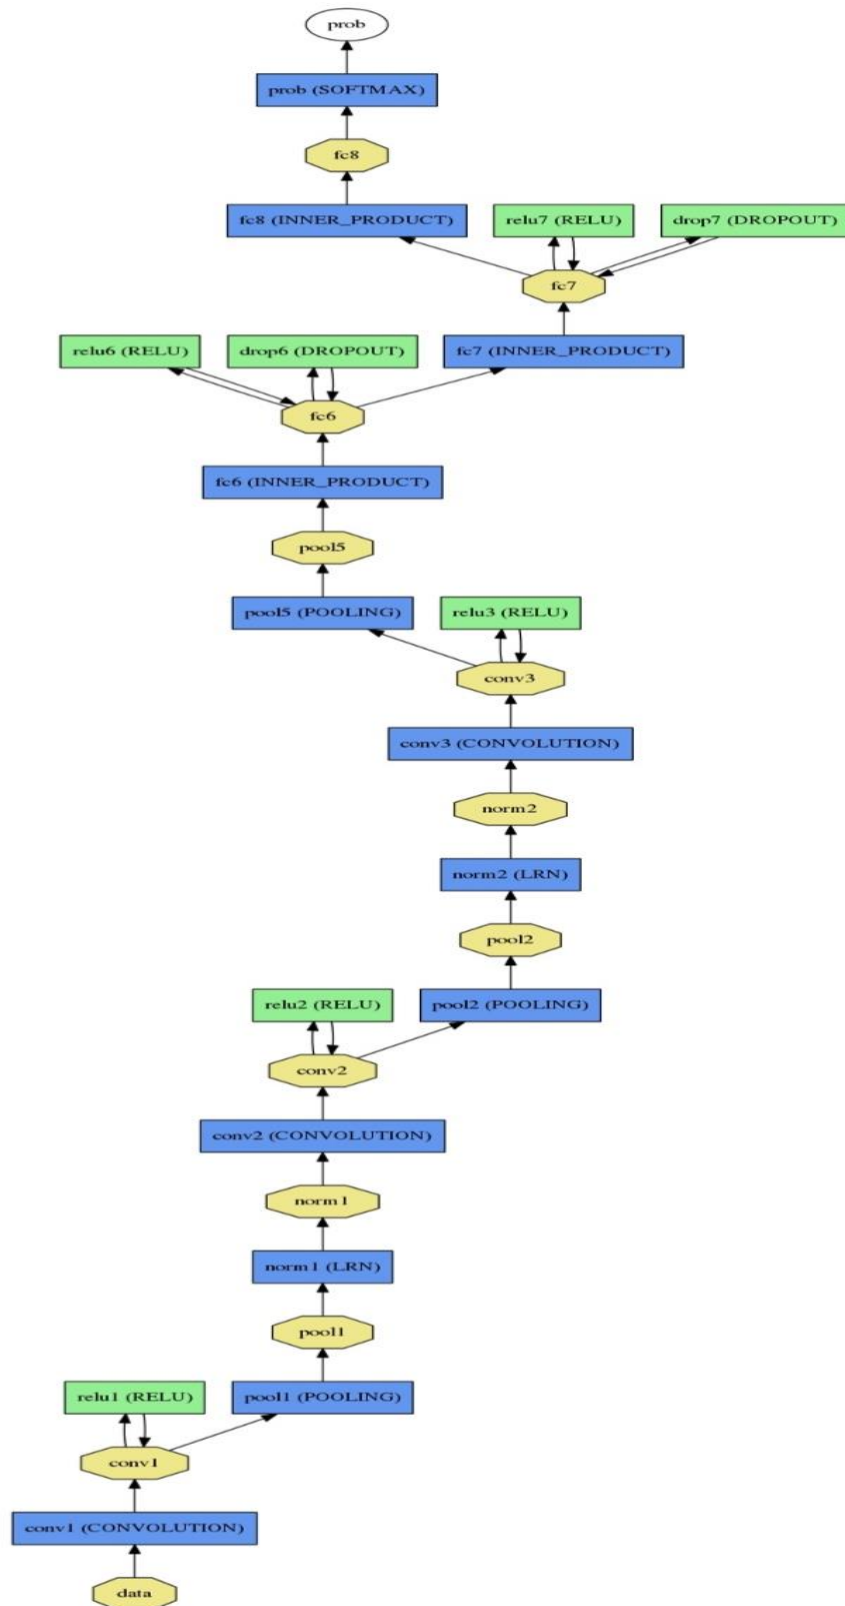 prob
prob (SOFTMAX)
fc8
fc8 (INNER_PRODUCT)
relu7 (RELU)
drop7 (DROPOUT)
fc7
relu6 (RELU)
drop6 (DROPOUT)
fc7 (INNER_PRODUCT)
fc6
fc6 (INNER_PRODUCT)
pool5
pool5 (POOLING)
relu3 (RELU)
conv3
conv3 (CONVOLUTION)
norm2
norm2 (LRN)
pool2
relu2 (RELU)
pool2 (POOLING)
conv2
conv2 (CONVOLUTION)
norm1
norm1 (LRN)
pool1
relu1 (RELU)
pool1 (POOLING)
conv1
conv1 (CONVOLUTION)
data